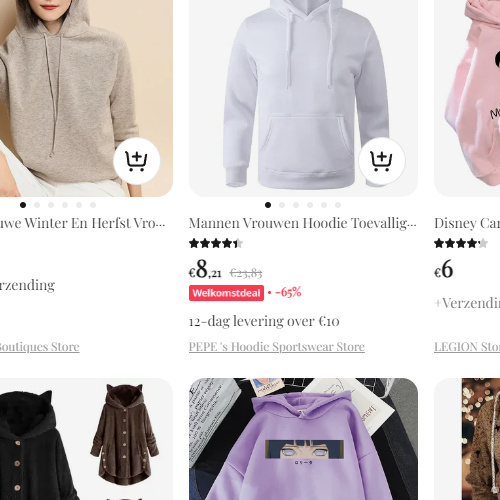 uwe Winter En Herfst Vro...
Mannen Vrouwen Hoodie Toevallig...
Disney Car
€8,21 €23,83
€6
Welkomstdeal • -65%
rzending
+Verzendi
12-dag levering over €10
Boutiques Store
PEPE 's Hoodie Sportswear Store
LEGION Sto